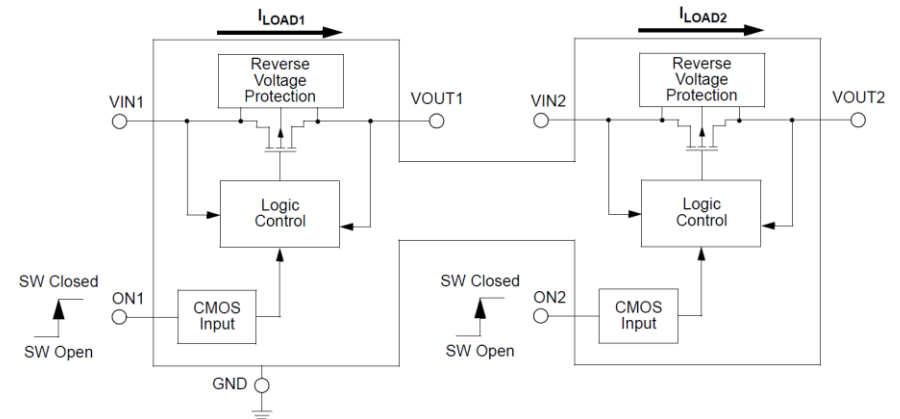 ILOAD1
Reverse
Voltage
Protection
VIN1
VOUT1
Logic
Control
SW Closed
ON1
CMOS
Input
SW Open
GND
ILOAD2
Reverse
Voltage
Protection
VIN2
VOUT2
Logic
Control
SW Closed
ON2
CMOS
Input
SW Open